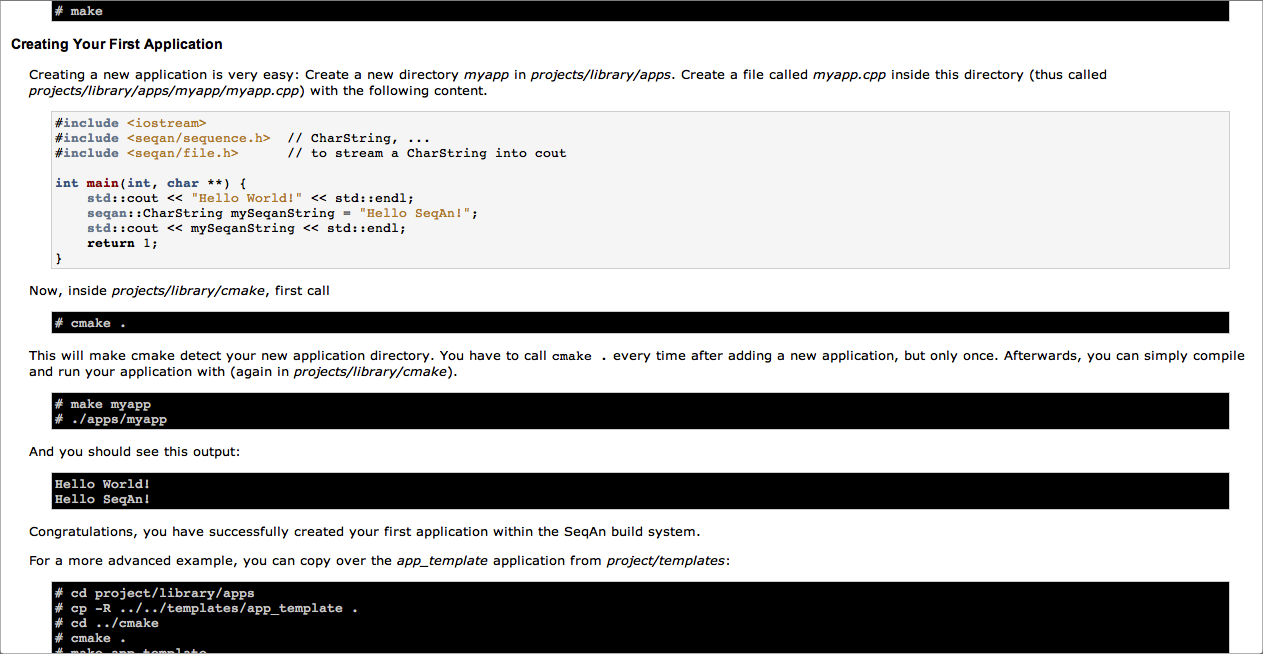 # make
Creating Your First Application
Creating a new application is very easy: Create a new directory myapp in projects/library/apps. Create a file called myapp.cpp inside this directory (thus called
projects/library/apps/myapp/myapp.cpp) with the following content.
#include <iostream>
#include <seqan/sequence.h>  // CharString, ...
#include <seqan/file.h>      // to stream a CharString into cout
int main(int, char **) {
    std::cout << "Hello World!" << std::endl;
    seqan::CharString mySeqanString = "Hello SeqAn!";
    std::cout << mySeqanString << std::endl;
    return 1;
}
Now, inside projects/library/cmake, first call
# cmake .
This will make cmake detect your new application directory. You have to call cmake . every time after adding a new application, but only once. Afterwards, you can simply compile
and run your application with (again in projects/library/cmake).
# make myapp
# ./apps/myapp
And you should see this output:
Hello World!
Hello SeqAn!
Congratulations, you have successfully created your first application within the SeqAn build system.
For a more advanced example, you can copy over the app_template application from project/templates:
# cd project/library/apps
# cp -R ../../templates/app_template .
# cd ../cmake
# cmake .
# make app_template